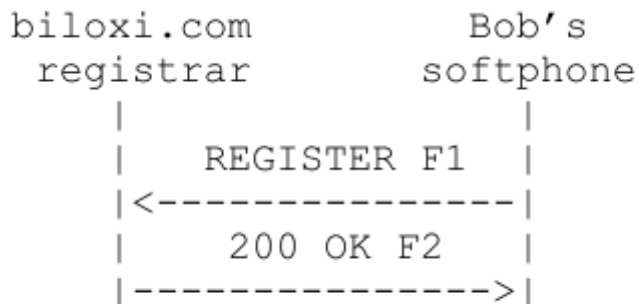 biloxi.com Bob's
registrar softphone
| |
| REGISTER F1 |
|<---------------|
| 200 OK F2 |
|--------------->|